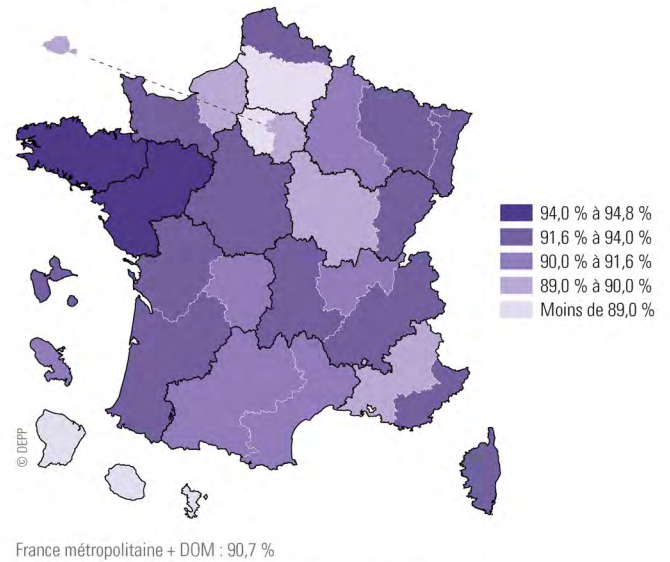 94,0 % à 94,8 %
91,6 % à 94,0 %
90,0 % à 91,6 %
89,0 % à 90,0 %
Moins de 89,0 %
© DEPP
France métropolitaine + DOM : 90,7 %